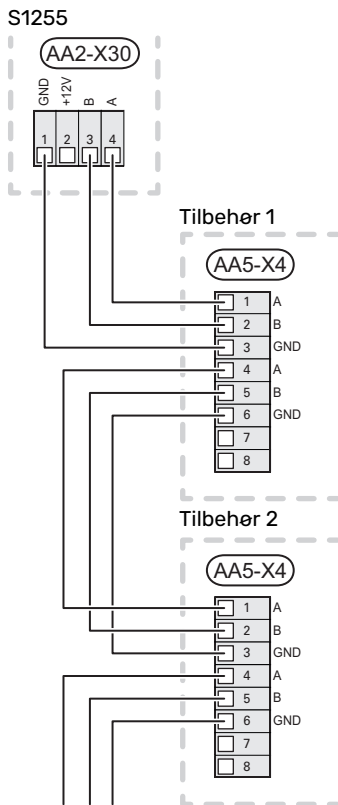 S1255
AA2-X30
GND
+12V
B
A
1 2 3 4
Tilbehør 1
AA5-X4
1 A
2 B
3 GND
4 A
5 B
6 GND
7
8
Tilbehør 2
AA5-X4
1 A
2 B
3 GND
4 A
5 B
6 GND
7
8